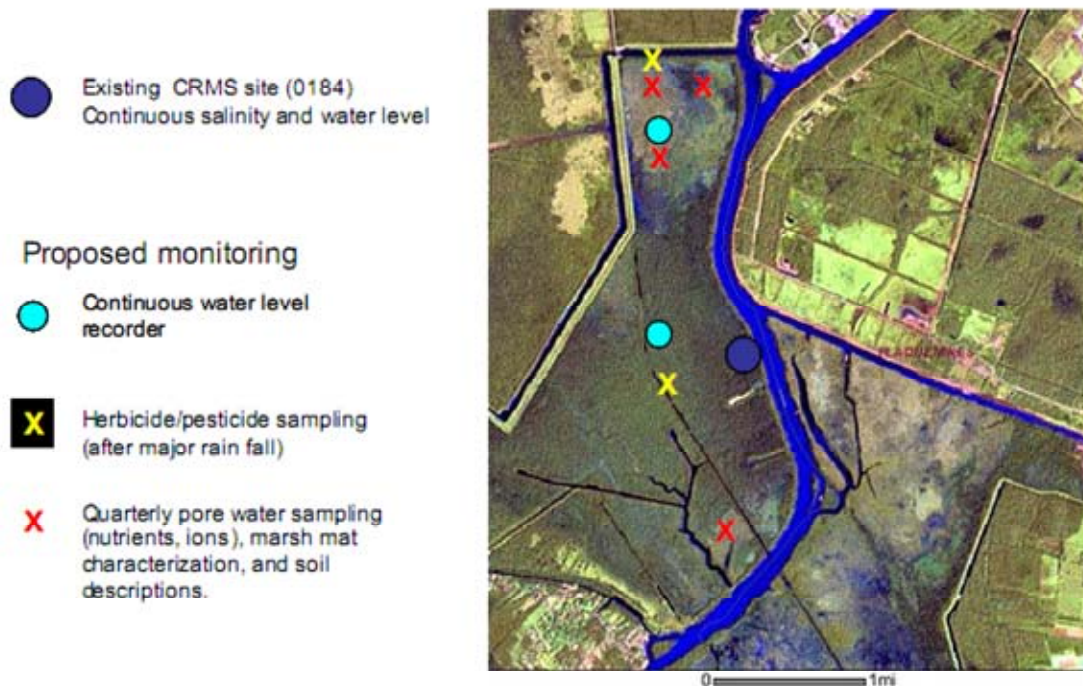 Existing CRMS site (0184)
Continuous salinity and water level
Proposed monitoring
Continuous water level
recorder
X
Herbicide/pesticide sampling
(after major rain fall)
X
Quarterly pore water sampling
(nutrients, ions), marsh mat
characterization, and soil
descriptions.
X
X X
X
X
X
PLAQUEMINES
0 1mi